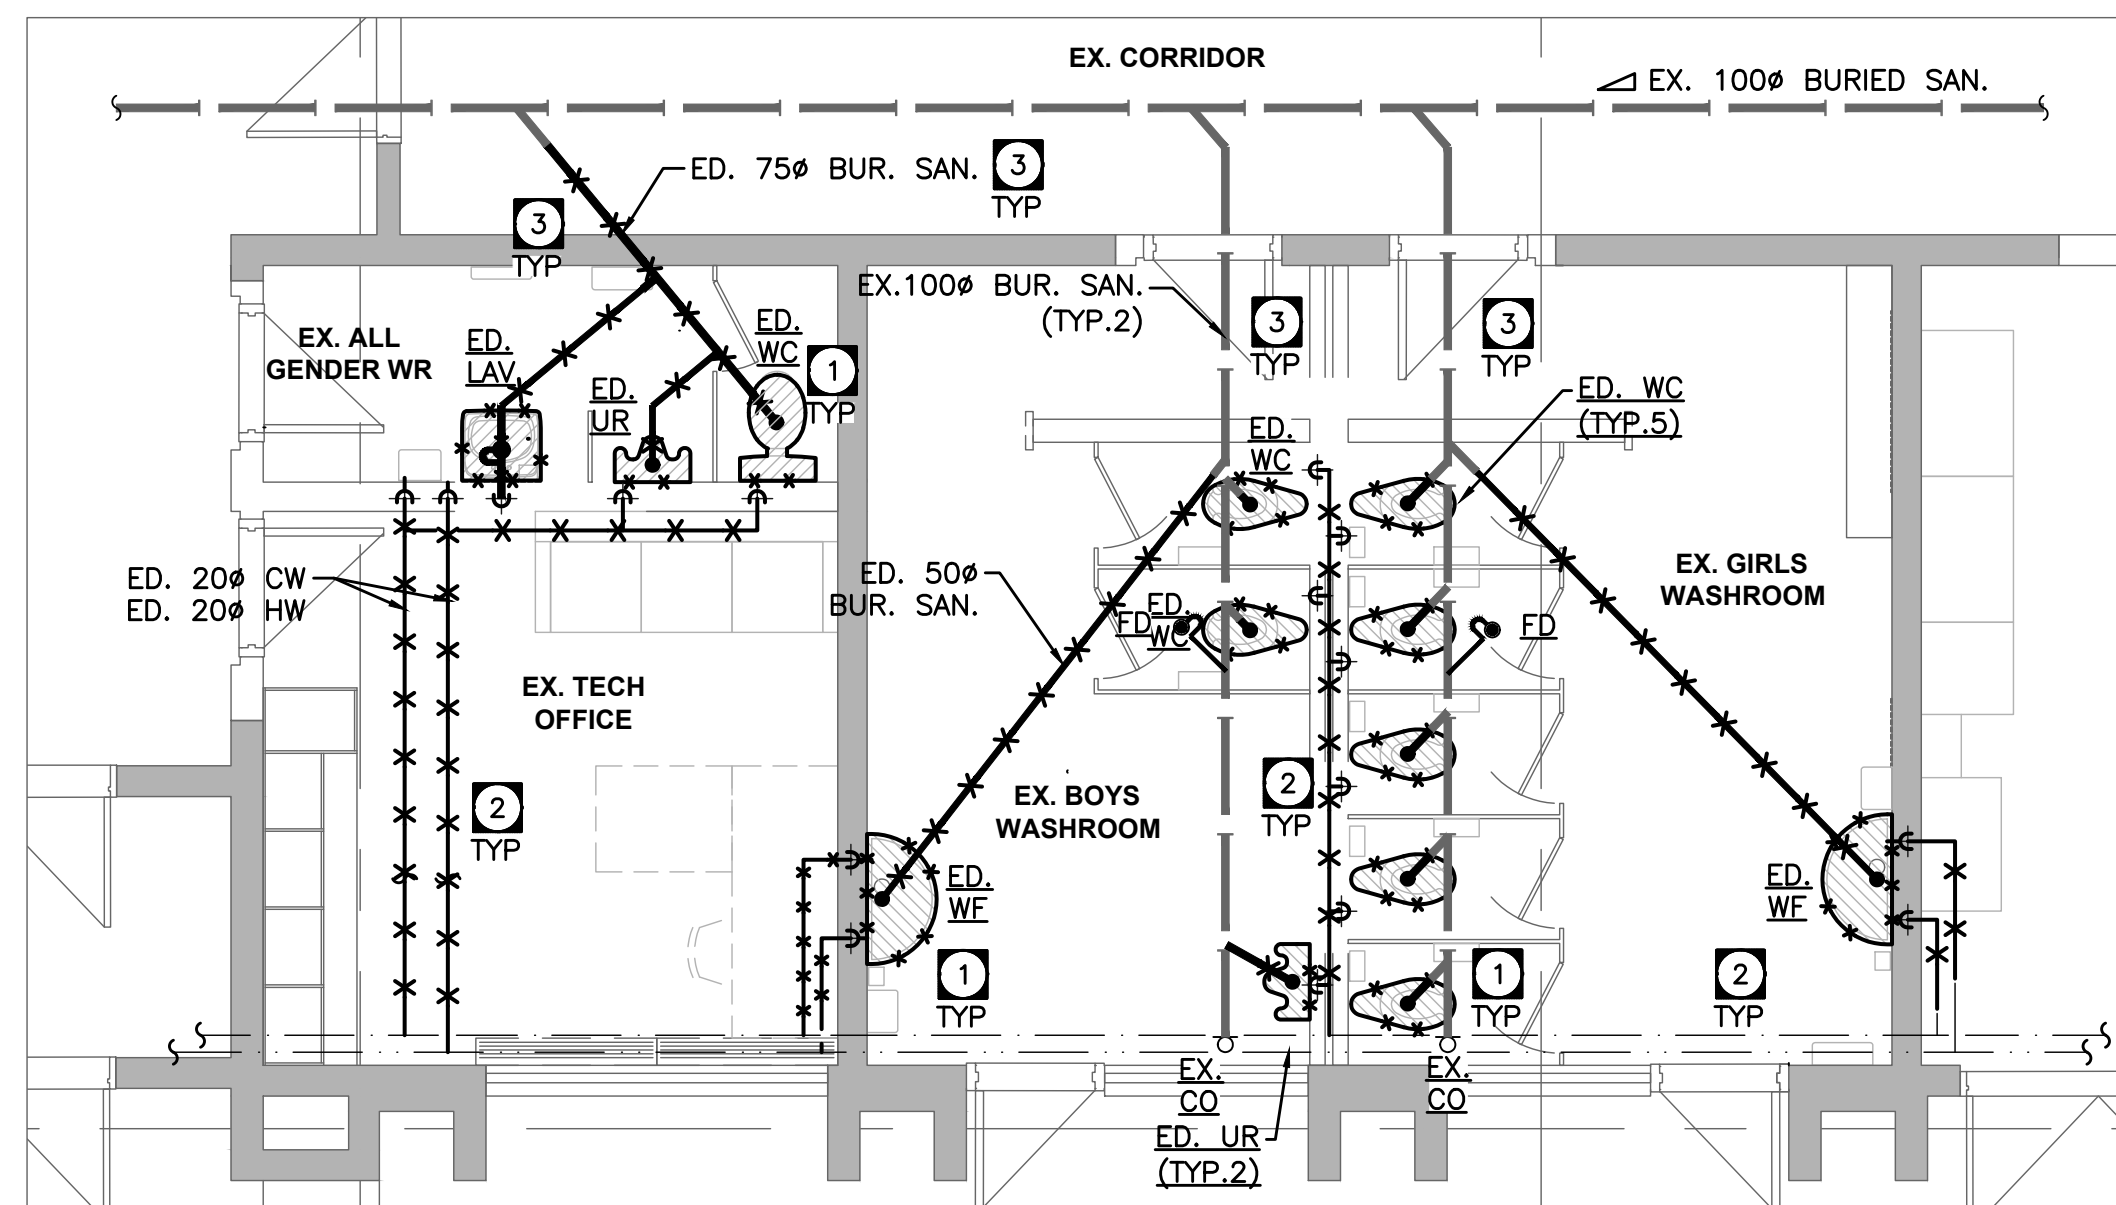 EX. CORRIDOR
EX. 100ø BURIED SAN.
ED. 75ø BUR. SAN.
3
TYP
3
TYP
EX.100ø BUR. SAN.
(TYP.2)
3
TYP
3
TYP
EX. ALL
GENDER WR
ED.
LAV
ED.
UR
ED.
WC
1
TYP
ED. WC
(TYP.5)
ED.
WC
ED. 20ø CW
ED. 20ø HW
ED. 50ø
BUR. SAN.
ED.
WC
FD
FD
EX. GIRLS
WASHROOM
EX. TECH
OFFICE
2
TYP
EX. BOYS
WASHROOM
2
TYP
ED.
WF
ED.
WF
1
TYP
1
TYP
2
TYP
EX.
CO
EX.
CO
ED. UR
(TYP.2)